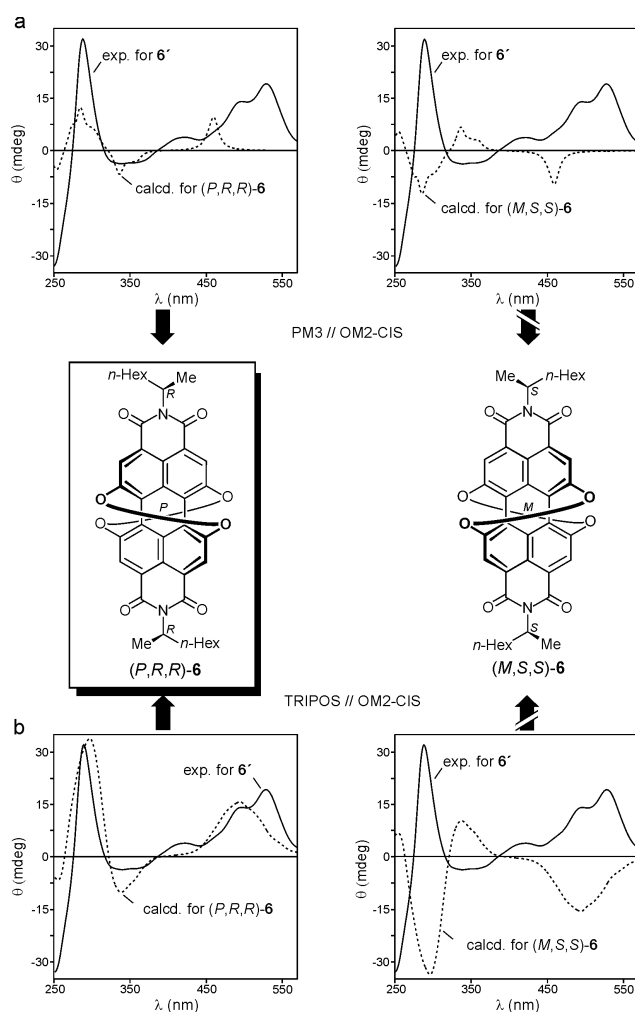 a
30
15
0
-15
-30
θ (mdeg)
exp. for 6´
calcd. for (P,R,R)-6
250 350 450 550
λ (nm)
30
15
0
-15
-30
θ (mdeg)
exp. for 6´
calcd. for (M,S,S)-6
250 350 450 550
λ (nm)
PM3 // OM2-CIS
n-Hex Me
R
O N O
O O
P
O O
O N O
R
Me n-Hex
(P,R,R)-6
Me n-Hex
S
O N O
O O
M
O O
O N O
S
n-Hex Me
(M,S,S)-6
TRIPOS // OM2-CIS
b
30
15
0
-15
-30
θ (mdeg)
exp. for 6´
calcd. for (P,R,R)-6
250 350 450 550
λ (nm)
30
15
0
-15
-30
θ (mdeg)
exp. for 6´
calcd. for (M,S,S)-6
250 350 450 550
λ (nm)